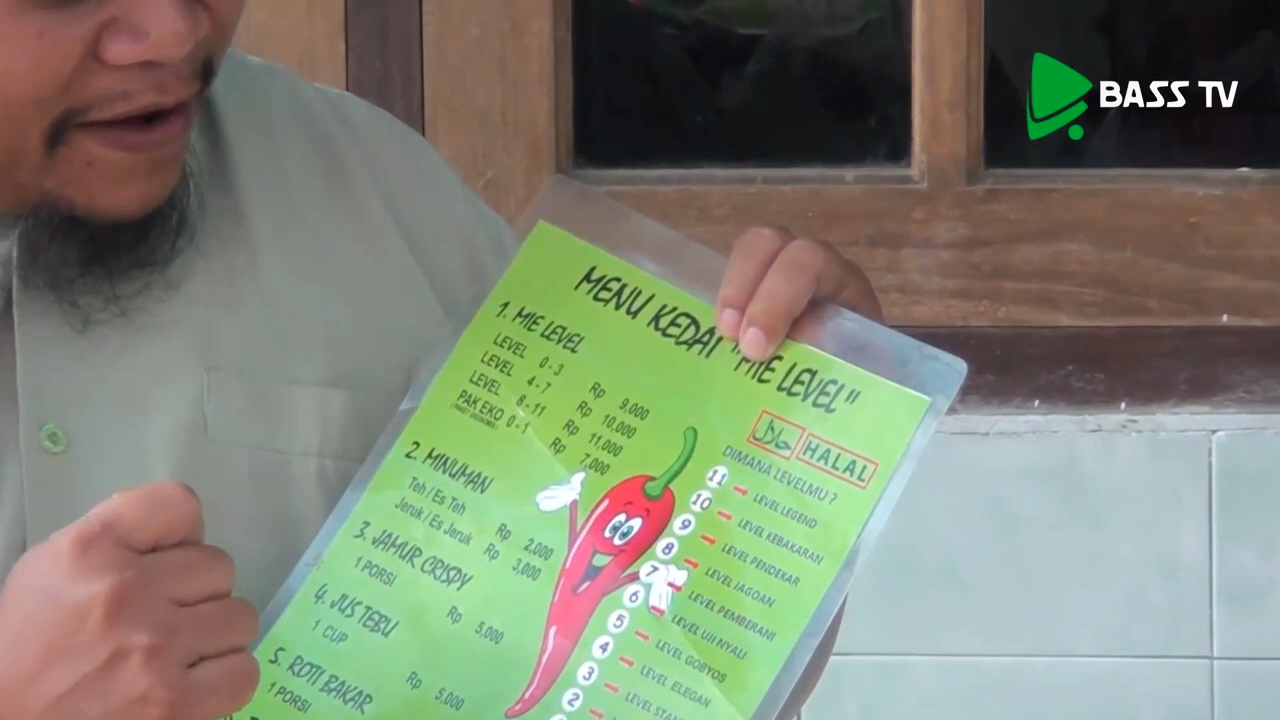 BASS TV
MENU KEDAI "MIE LEVEL"
1. MIE LEVEL
LEVEL 0-3 Rp 9,000
LEVEL 4-7 Rp 10,000
LEVEL 8-11 Rp 11,000
PAK EKO 0-1 Rp 7,000
2. MINUMAN
Teh / Es Teh Rp 2,000
Jeruk / Es Jeruk Rp 3,000
3. JAMUR CRISPY
1 PORSI Rp 5,000
4. JUS TEBU
1 CUP Rp 5,000
5. ROTI BAKAR
1 PORSI
حلال HALAL
DIMANA LEVELMU ?
11 LEVEL LEGEND
10 LEVEL KEBAKARAN
9 LEVEL PENDEKAR
8 LEVEL JAGOAN
7 LEVEL PEMBERANI
6 LEVEL UJI NYALI
5 LEVEL GOBYOS
4 LEVEL ELEGAN
3 LEVEL
2